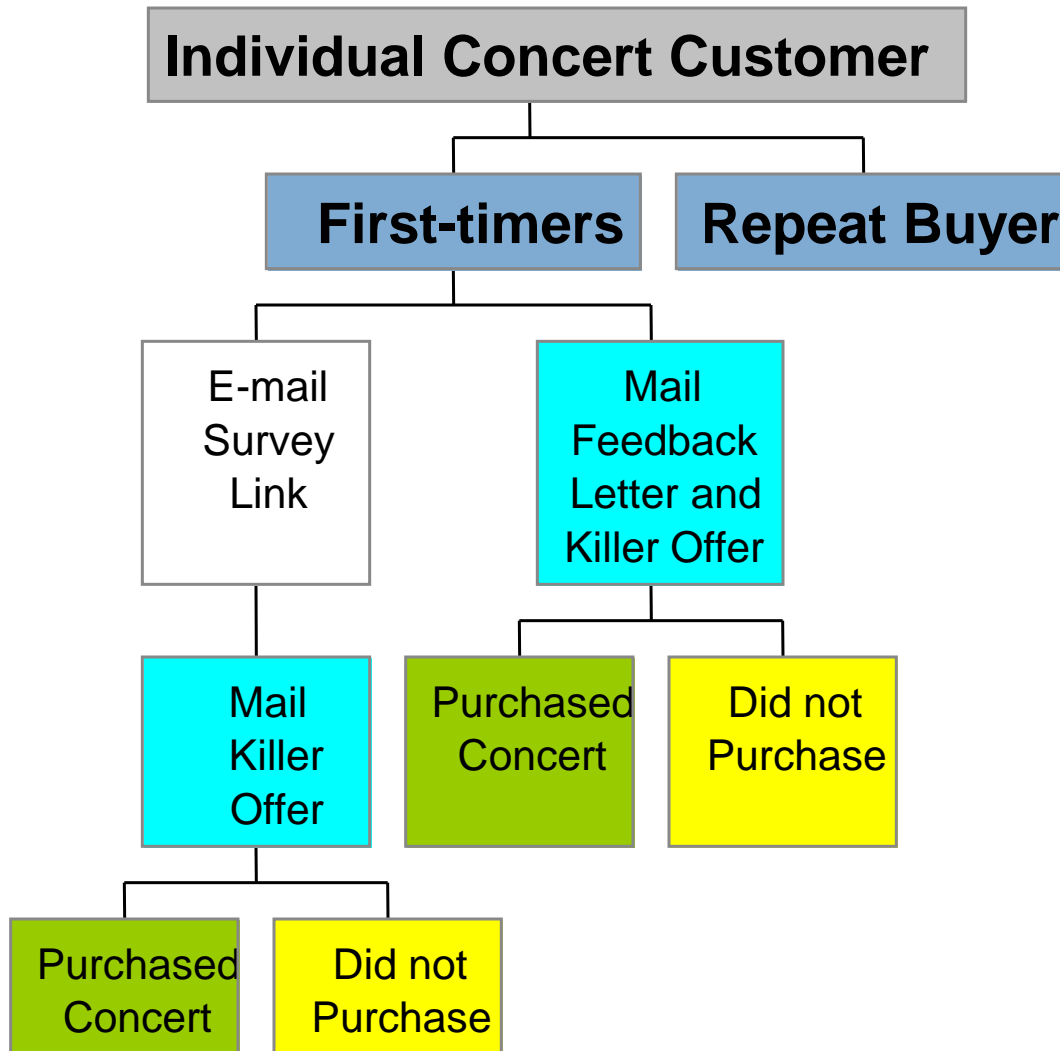 Individual Concert Customer
First-timers
Repeat Buyer
E-mail
Survey
Link
Mail
Feedback
Letter and
Killer Offer
Mail
Killer
Offer
Purchased
Concert
Did not
Purchase
Purchased
Concert
Did not
Purchase